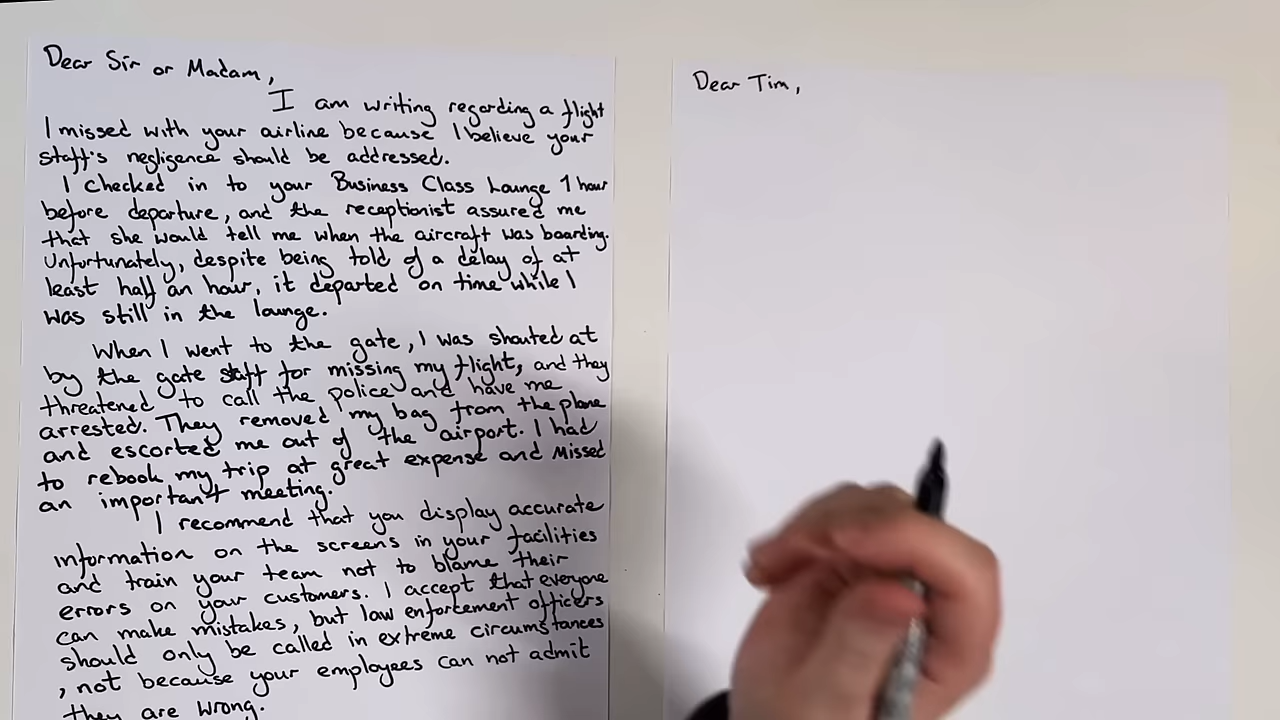 Dear Sir or Madam,
I am writing regarding a flight
I missed with your airline because I believe your
staff's negligence should be addressed.
I checked in to your Business Class Lounge 1 hour
before departure, and the receptionist assured me
that she would tell me when the aircraft was boarding.
Unfortunately, despite being told of a delay of at
least half an hour, it departed on time while I
was still in the lounge.
When I went to the gate, I was shouted at
by the gate staff for missing my flight, and they
threatened to call the police and have me
arrested. They removed my bag from the plane
and escorted me out of the airport. I had
to rebook my trip at great expense and missed
an important meeting.
I recommend that you display accurate
information on the screens in your facilities
and train your team not to blame their
errors on your customers. I accept that everyone
can make mistakes, but law enforcement officers
should only be called in extreme circumstances
, not because your employees can not admit
they are wrong.
Dear Tim,